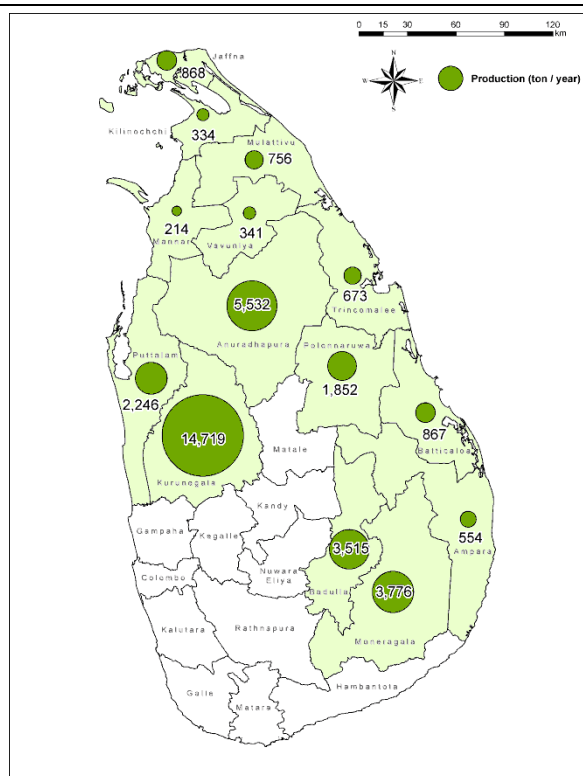 0 30 60 90 120
km
N
W E
S
Production (ton / year)
Jaffna
868
Kilinochchi
334
Mulattivu
756
214
Mannar
341
Vavuniya
673
Trincomalee
5,532
Anuradhapura
Polonnaruwa
1,852
Puttalam
2,246
14,719
Kurunegala
867
Batticaloa
Matale
Kandy
554
Ampara
Gampaha
Kegalle
3,515
Badulla
Nuwara
Eliya
3,776
Moneragala
Colombo
Kalutara
Rathnapura
Hambantota
Galle
Matara